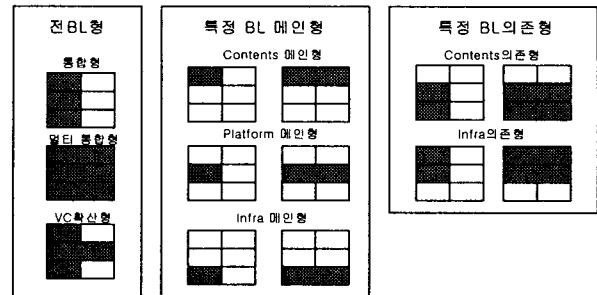 전BL형
통합형
멀티 통합형
VC확산형
특정 BL 메인형
Contents 메인형
Platform 메인형
Infra 메인형
특정 BL의존형
Contents의존형
Infra의존형